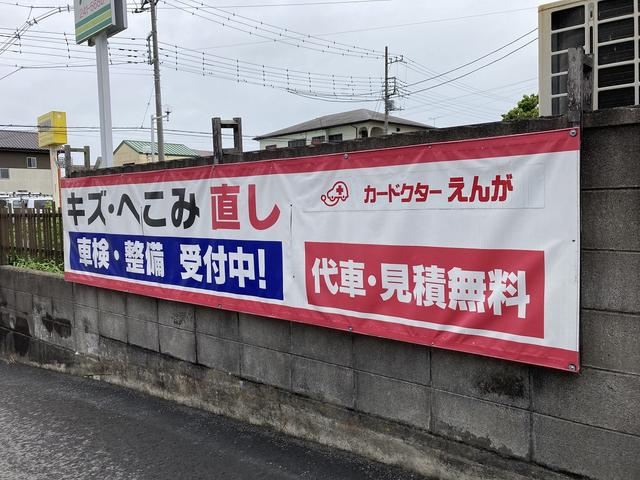 キズ・へこみ 直し
車検・整備 受付中!
カードクター えんが
代車・見積無料